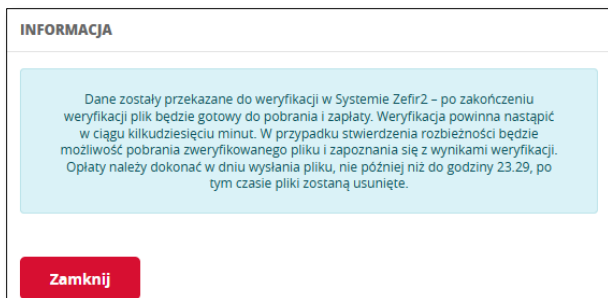 INFORMACJA
Dane zostały przekazane do weryfikacji w Systemie Zefir2 – po zakończeniu
weryfikacji plik będzie gotowy do pobrania i zapłaty. Weryfikacja powinna nastąpić
w ciągu kilkudziesięciu minut. W przypadku stwierdzenia rozbieżności będzie
możliwość pobrania zweryfikowanego pliku i zapoznania się z wynikami weryfikacji.
Opłaty należy dokonać w dniu wysłania pliku, nie później niż do godziny 23.29, po
tym czasie pliki zostaną usunięte.
Zamknij